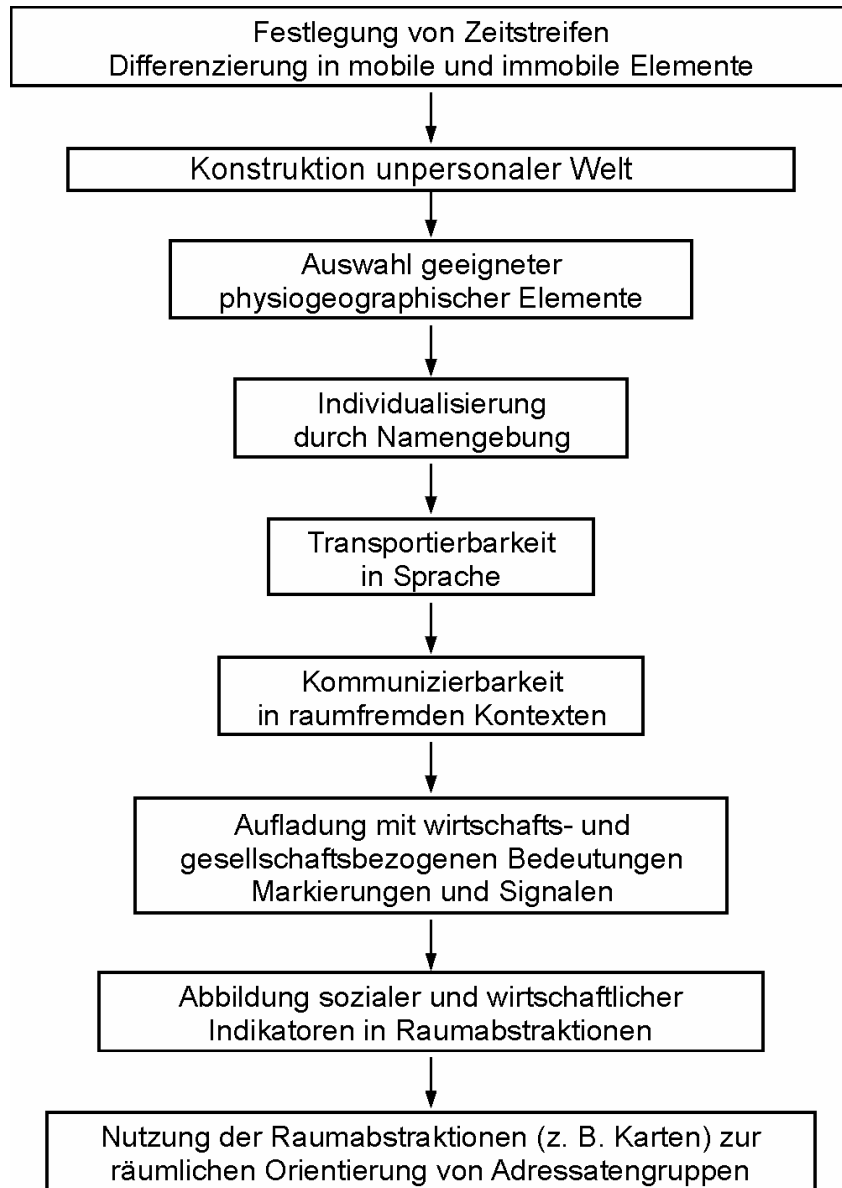 Festlegung von Zeitstreifen
Differenzierung in mobile und immobile Elemente
Konstruktion unpersonaler Welt
Auswahl geeigneter
physiogeographischer Elemente
Individualisierung
durch Namengebung
Transportierbarkeit
in Sprache
Kommunizierbarkeit
in raumfremden Kontexten
Aufladung mit wirtschafts- und
gesellschaftsbezogenen Bedeutungen
Markierungen und Signalen
Abbildung sozialer und wirtschaftlicher
Indikatoren in Raumabstraktionen
Nutzung der Raumabstraktionen (z. B. Karten) zur
räumlichen Orientierung von Adressatengruppen